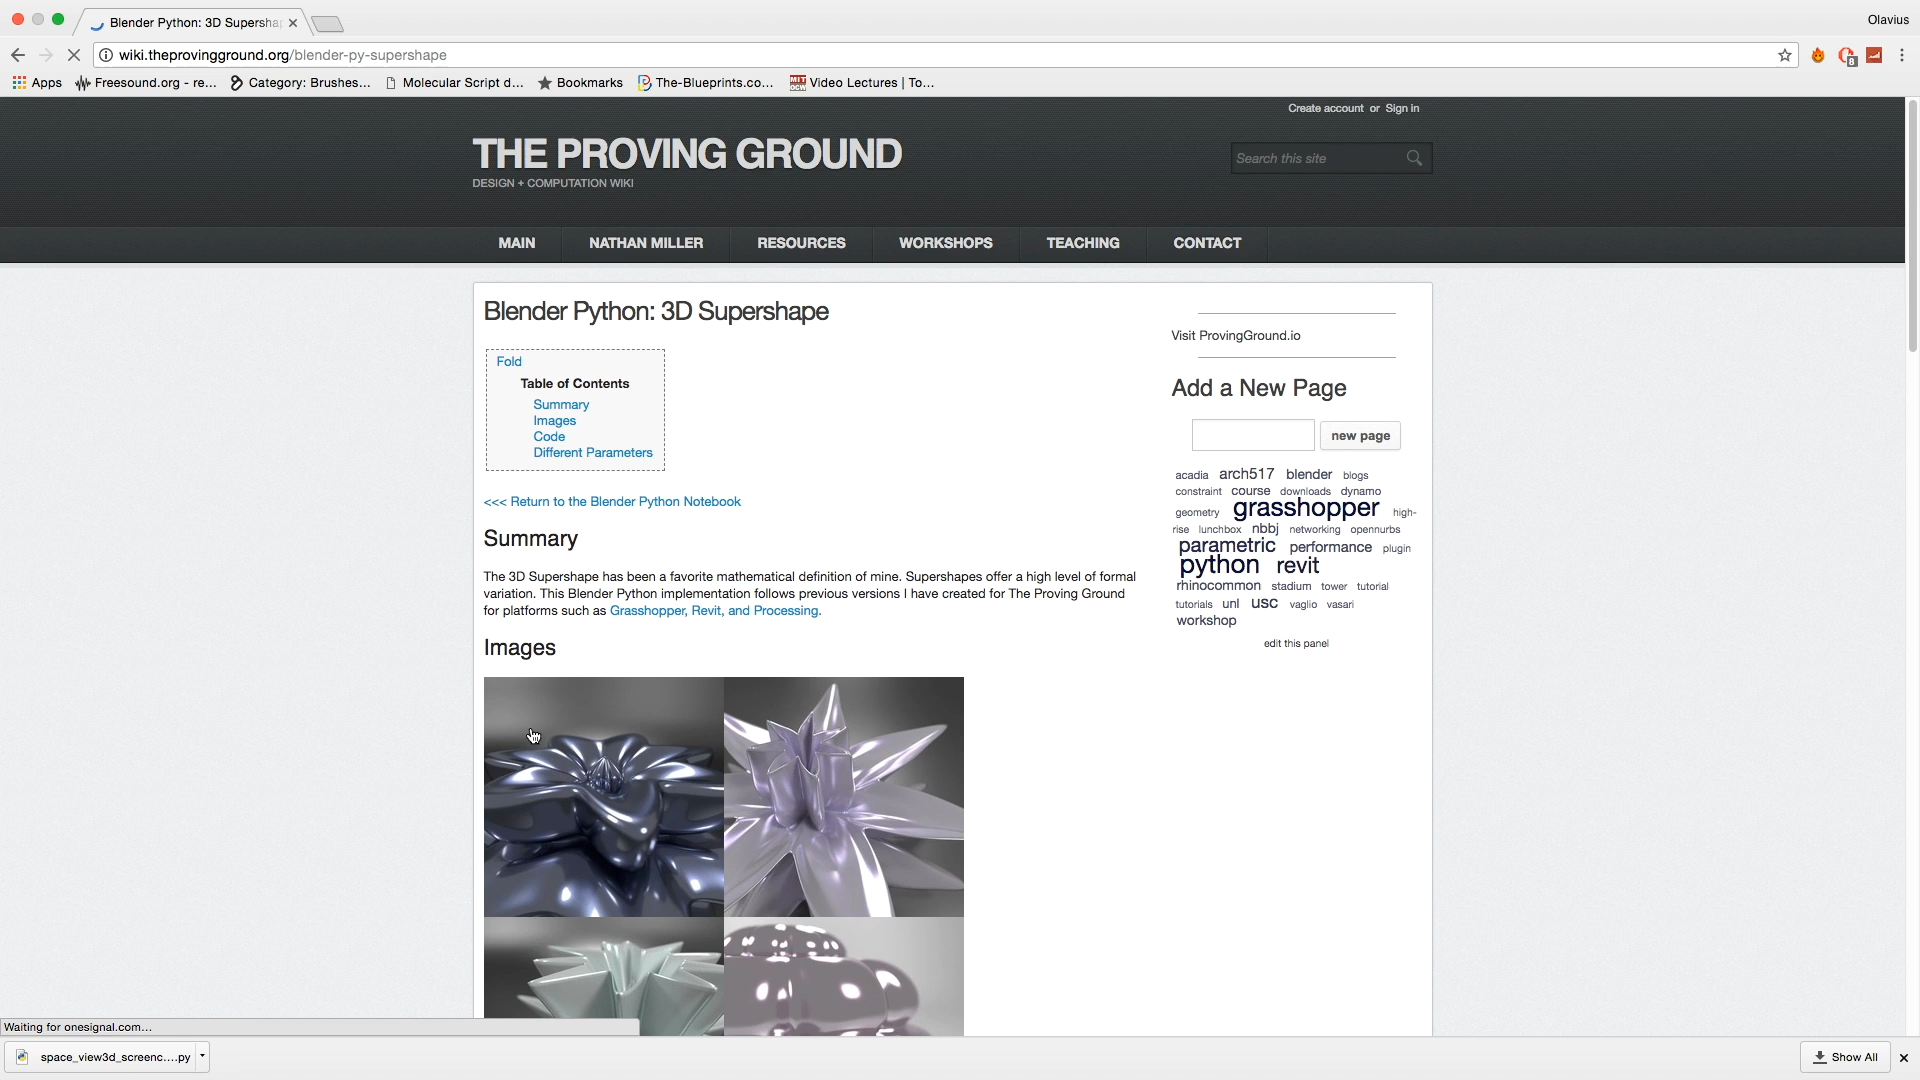 Blender Python: 3D Supersha
Olavius
wiki.theprovingground.org/blender-py-supershape
8
Apps
Freesound.org - re...
Category: Brushes...
Molecular Script d...
Bookmarks
The-Blueprints.co...
MIT
OCW
Video Lectures | To...
Create account or Sign in
THE PROVING GROUND
DESIGN + COMPUTATION WIKI
Search this site
MAIN
NATHAN MILLER
RESOURCES
WORKSHOPS
TEACHING
CONTACT
Blender Python: 3D Supershape
Fold
Table of Contents
Summary
Images
Code
Different Parameters
<<< Return to the Blender Python Notebook
Summary
The 3D Supershape has been a favorite mathematical definition of mine. Supershapes offer a high level of formal
variation. This Blender Python implementation follows previous versions I have created for The Proving Ground
for platforms such as Grasshopper, Revit, and Processing.
Images
Visit ProvingGround.io
Add a New Page
new page
acadia arch517 blender blogs
constraint course downloads dynamo
geometry grasshopper high-
rise lunchbox nbbj networking opennurbs
parametric performance plugin
python revit
rhinocommon stadium tower tutorial
tutorials unl usc vaglio vasari
workshop
edit this panel
Waiting for onesignal.com...
space_view3d_screenc....py
Show All